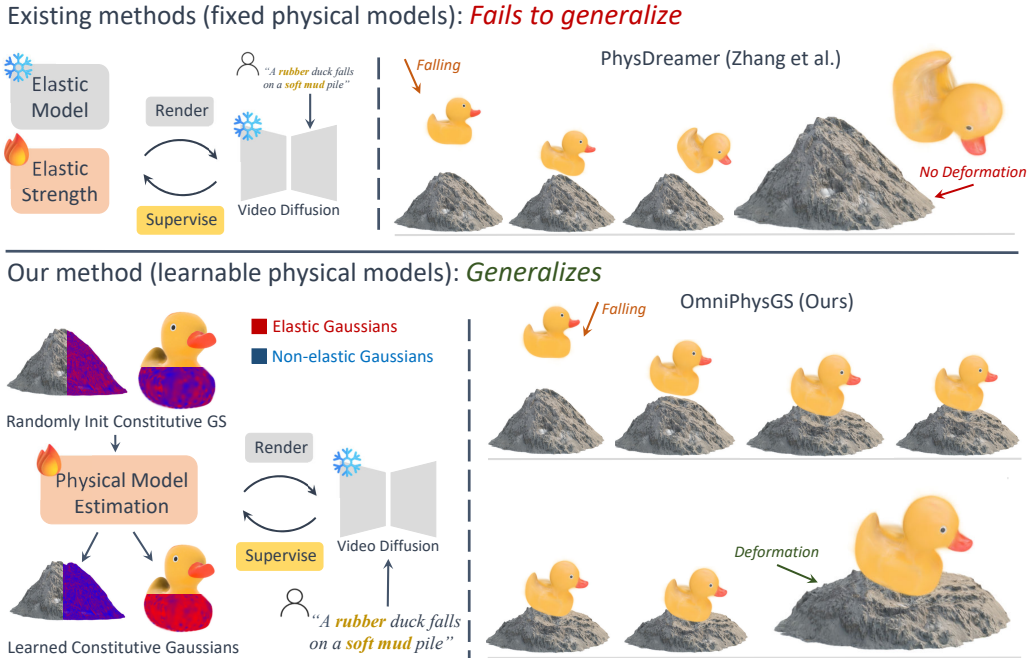 Existing methods (fixed physical models): Fails to generalize
Elastic
Model
Elastic
Strength
Render
Supervise
"A rubber duck falls
on a soft mud pile"
Video Diffusion
PhysDreamer (Zhang et al.)
Falling
No Deformation
Our method (learnable physical models): Generalizes
Elastic Gaussians
Non-elastic Gaussians
Randomly Init Constitutive GS
Physical Model
Estimation
Learned Constitutive Gaussians
Render
Supervise
Video Diffusion
"A rubber duck falls
on a soft mud pile"
OmniPhysGS (Ours)
Falling
Deformation